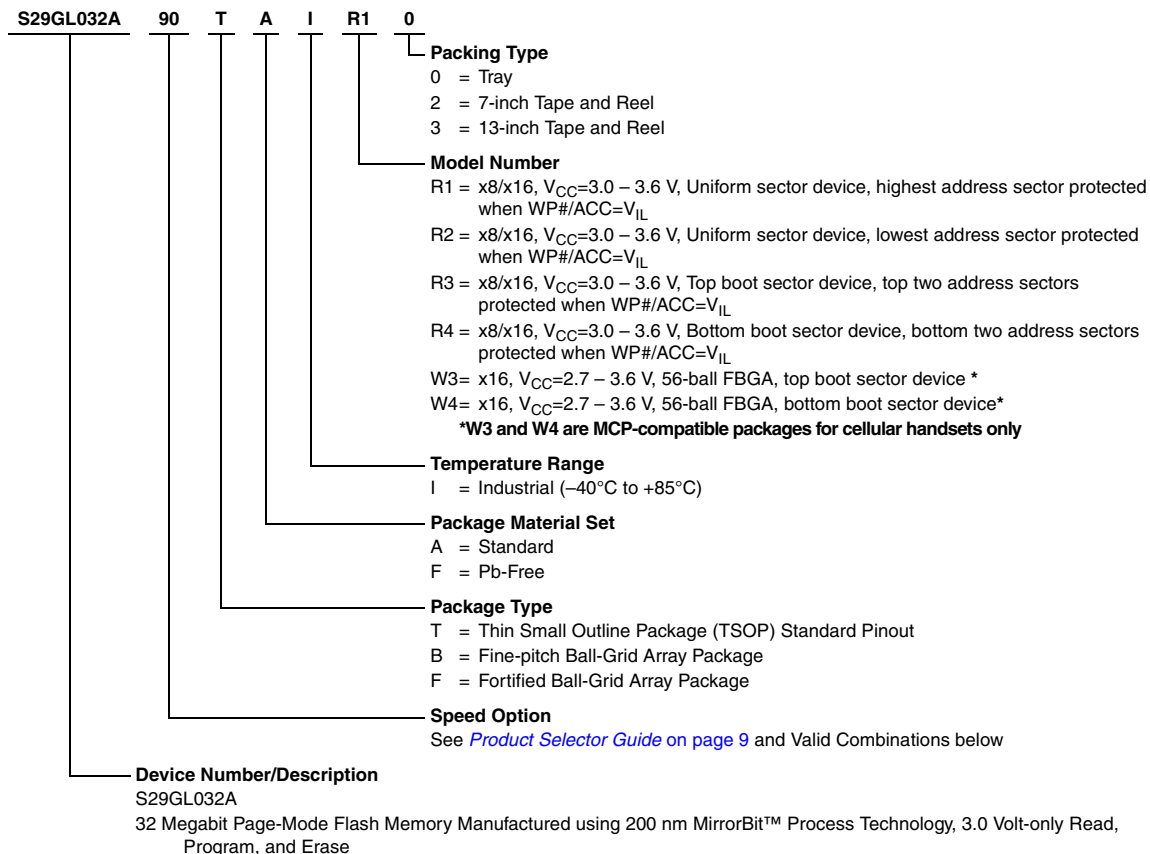 S29GL032A 90 T A I R1 0
Packing Type
0 = Tray
2 = 7-inch Tape and Reel
3 = 13-inch Tape and Reel
Model Number
R1 = x8/x16, VCC=3.0 – 3.6 V, Uniform sector device, highest address sector protected
when WP#/ACC=VIL
R2 = x8/x16, VCC=3.0 – 3.6 V, Uniform sector device, lowest address sector protected
when WP#/ACC=VIL
R3 = x8/x16, VCC=3.0 – 3.6 V, Top boot sector device, top two address sectors
protected when WP#/ACC=VIL
R4 = x8/x16, VCC=3.0 – 3.6 V, Bottom boot sector device, bottom two address sectors
protected when WP#/ACC=VIL
W3= x16, VCC=2.7 – 3.6 V, 56-ball FBGA, top boot sector device *
W4= x16, VCC=2.7 – 3.6 V, 56-ball FBGA, bottom boot sector device*
*W3 and W4 are MCP-compatible packages for cellular handsets only
Temperature Range
I = Industrial (–40°C to +85°C)
Package Material Set
A = Standard
F = Pb-Free
Package Type
T = Thin Small Outline Package (TSOP) Standard Pinout
B = Fine-pitch Ball-Grid Array Package
F = Fortified Ball-Grid Array Package
Speed Option
See Product Selector Guide on page 9 and Valid Combinations below
Device Number/Description
S29GL032A
32 Megabit Page-Mode Flash Memory Manufactured using 200 nm MirrorBit™ Process Technology, 3.0 Volt-only Read,
Program, and Erase